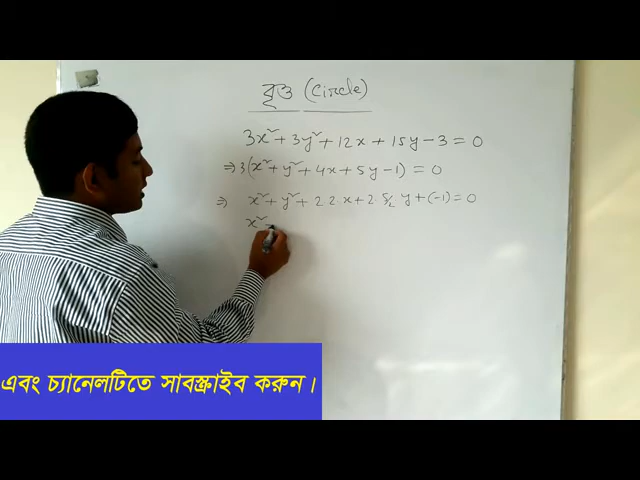 বৃত্ত (Circle)
3x² + 3y² + 12x + 15y - 3 = 0
⇒ 3(x² + y² + 4x + 5y - 1) = 0
⇒ x² + y² + 2 2 x + 2 5/2 y + (-1) = 0
x²
এবং চ্যানেলটিতে সাবস্ক্রাইব করুন।